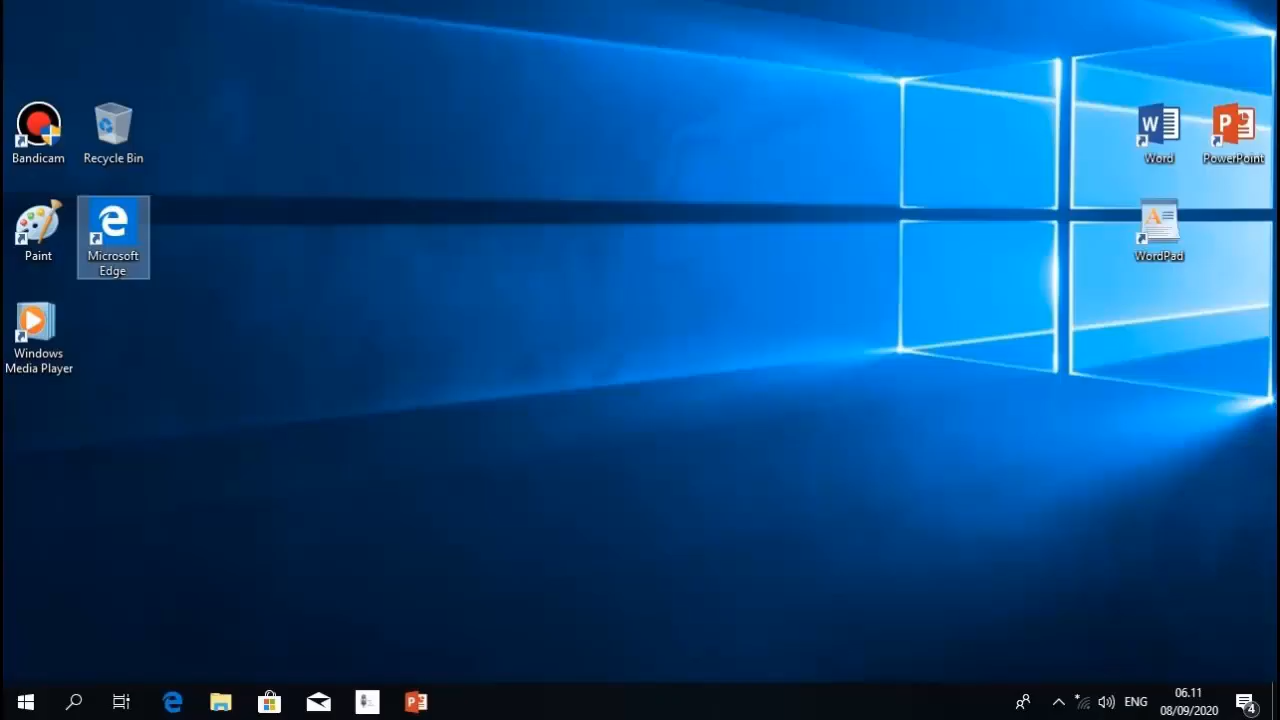 Bandicam
Recycle Bin
Word
PowerPoint
Paint
Microsoft
Edge
WordPad
Windows
Media Player
ENG
06.11
08/09/2020
4